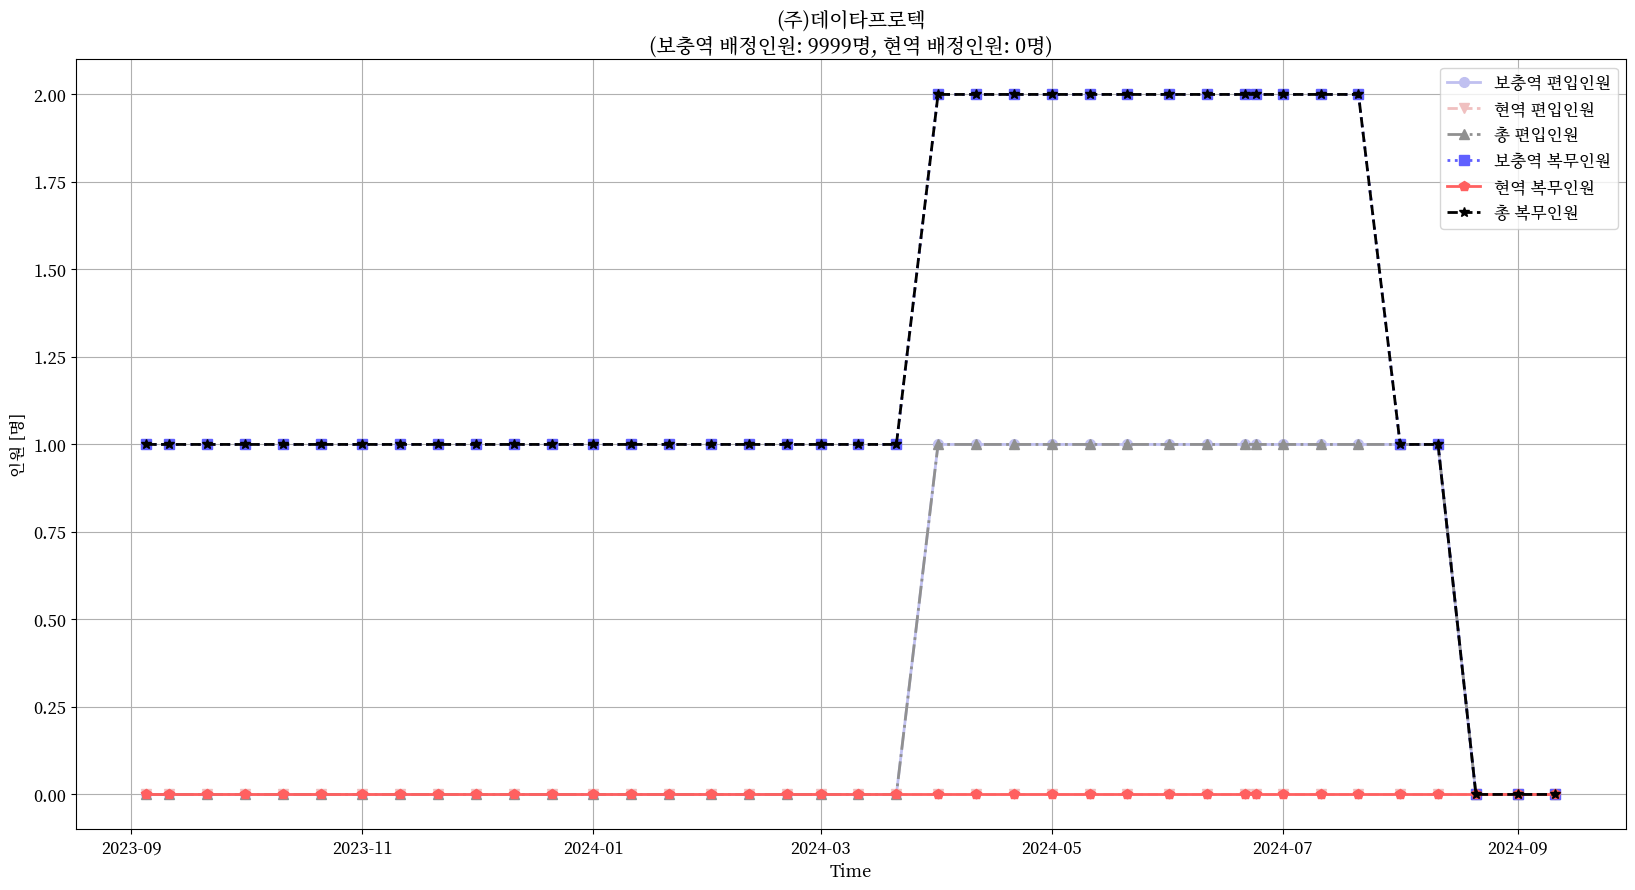 (주)데이타프로텍
(보충역 배정인원: 9999명, 현역 배정인원: 0명)
보충역 편입인원
현역 편입인원
총 편입인원
보충역 복무인원
현역 복무인원
총 복무인원
인원 [명]
2.00
1.75
1.50
1.25
1.00
0.75
0.50
0.25
0.00
2023-09
2023-11
2024-01
2024-03
2024-05
2024-07
2024-09
Time